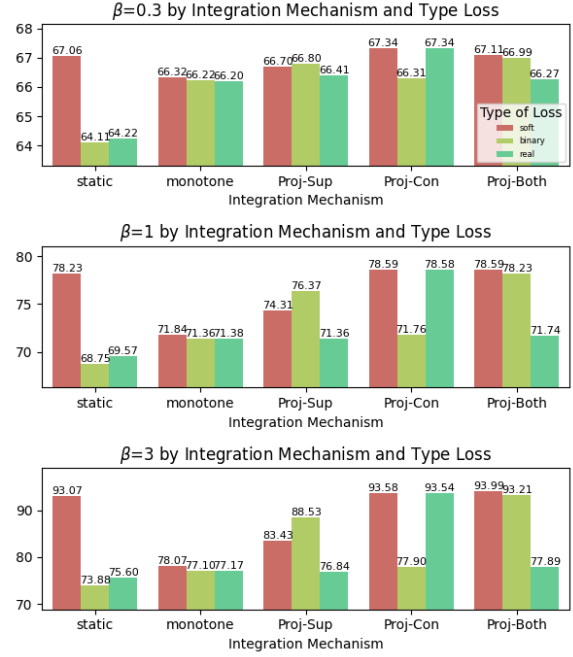 β=0.3 by Integration Mechanism and Type Loss
68
67
66
65
64
67.06 64.11 64.22 66.32 66.22 66.20 66.70 66.80 66.41 67.34 66.31 67.34 67.11 66.99 66.27
Type of Loss
soft
binary
real
static monotone Proj-Sup Proj-Con Proj-Both
Integration Mechanism
β=1 by Integration Mechanism and Type Loss
80
75
70
78.23 68.75 69.57 71.84 71.36 71.38 74.31 76.37 71.36 78.59 71.76 78.58 78.59 78.23 71.74
static monotone Proj-Sup Proj-Con Proj-Both
Integration Mechanism
β=3 by Integration Mechanism and Type Loss
90
80
70
93.07 73.88 75.60 78.07 77.10 77.17 83.43 88.53 76.84 93.58 77.90 93.54 93.99 93.21 77.89
static monotone Proj-Sup Proj-Con Proj-Both
Integration Mechanism